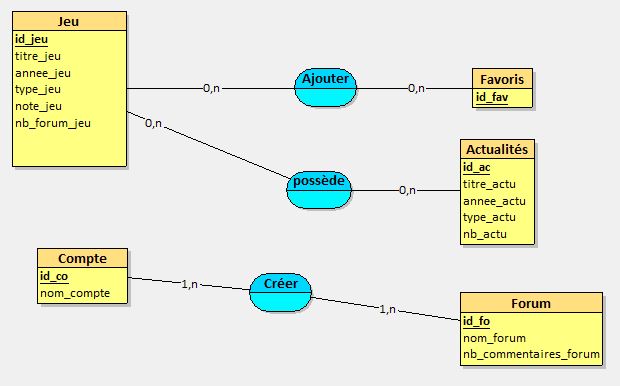 Jeu
id_jeu
titre_jeu
annee_jeu
type_jeu
note_jeu
nb_forum_jeu
0,n
Ajouter
0,n
Favoris
id_fav
0,n
possède
0,n
Actualités
id_ac
titre_actu
annee_actu
type_actu
nb_actu
Compte
id_co
nom_compte
1,n
Créer
1,n
Forum
id_fo
nom_forum
nb_commentaires_forum